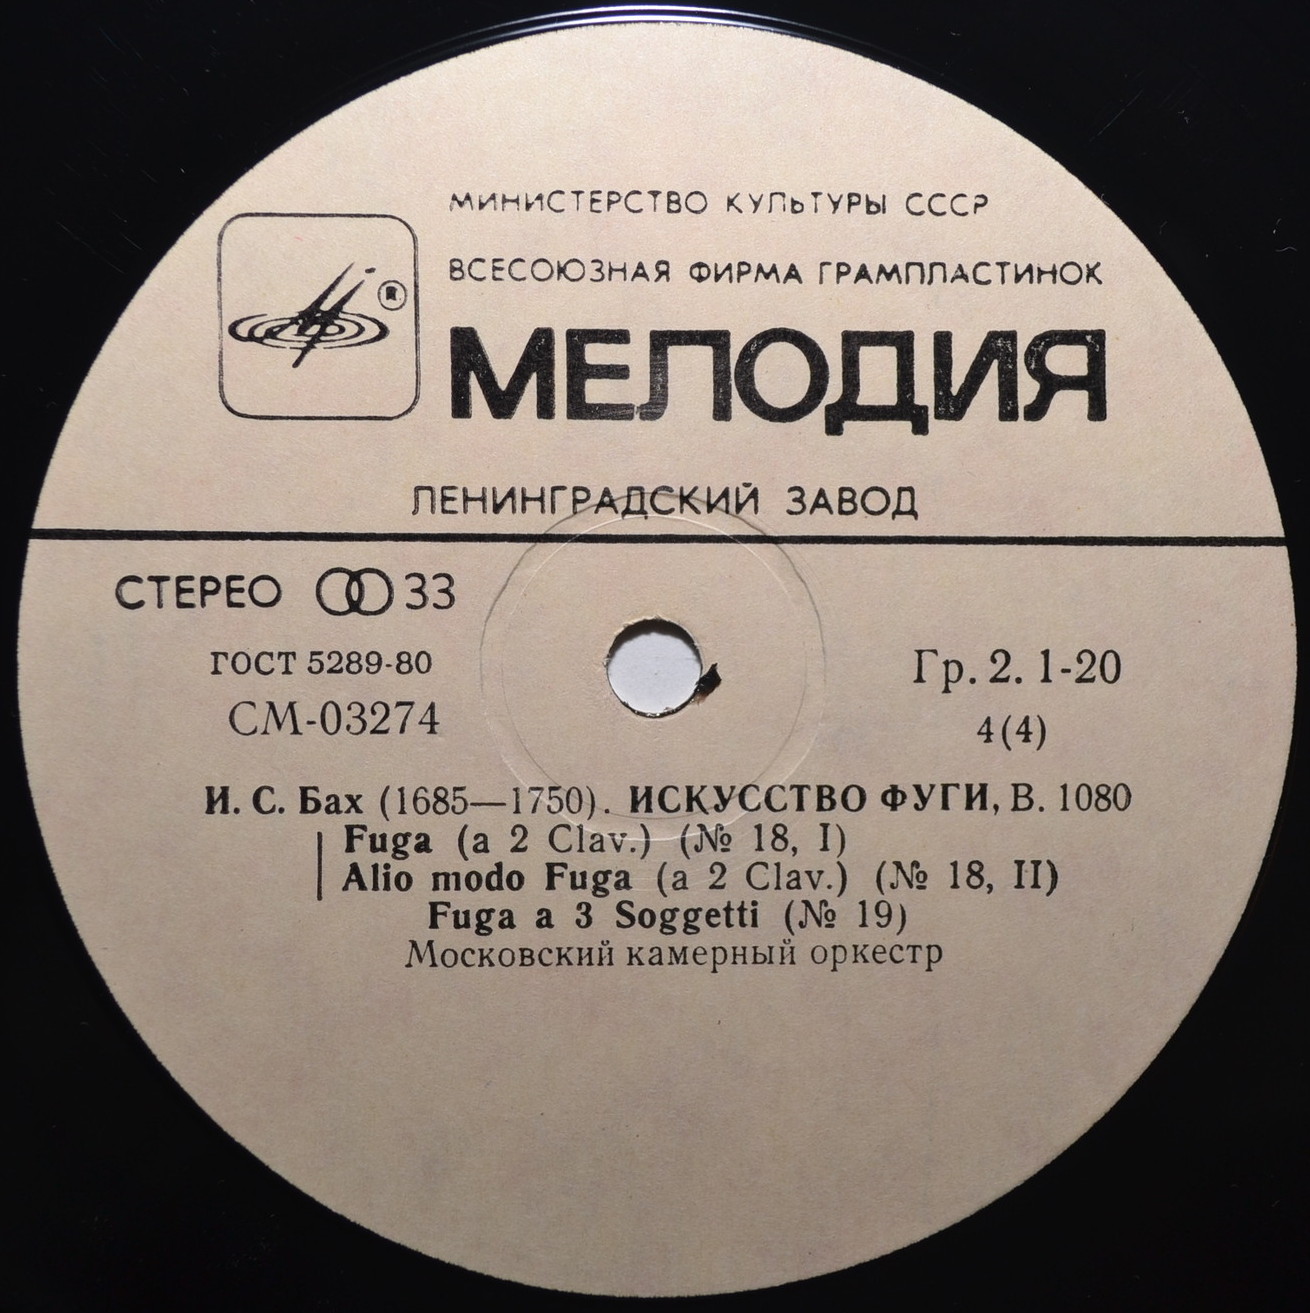 МИНИСТЕРСТВО КУЛЬТУРЫ СССР
ВСЕСОЮЗНАЯ ФИРМА ГРАМПЛАСТИНОК
®
МЕЛОДИЯ
ЛЕНИНГРАДСКИЙ ЗАВОД
СТЕРЕО 33
ГОСТ 5289-80
Гр. 2. 1-20
СМ-03274
4(4)
И. С. Бах (1685—1750). ИСКУССТВО ФУГИ, В. 1080
Fuga (a 2 Clav.) (№ 18, I)
Alio modo Fuga (a 2 Clav.) (№ 18, II)
Fuga a 3 Soggetti (№ 19)
Московский камерный оркестр